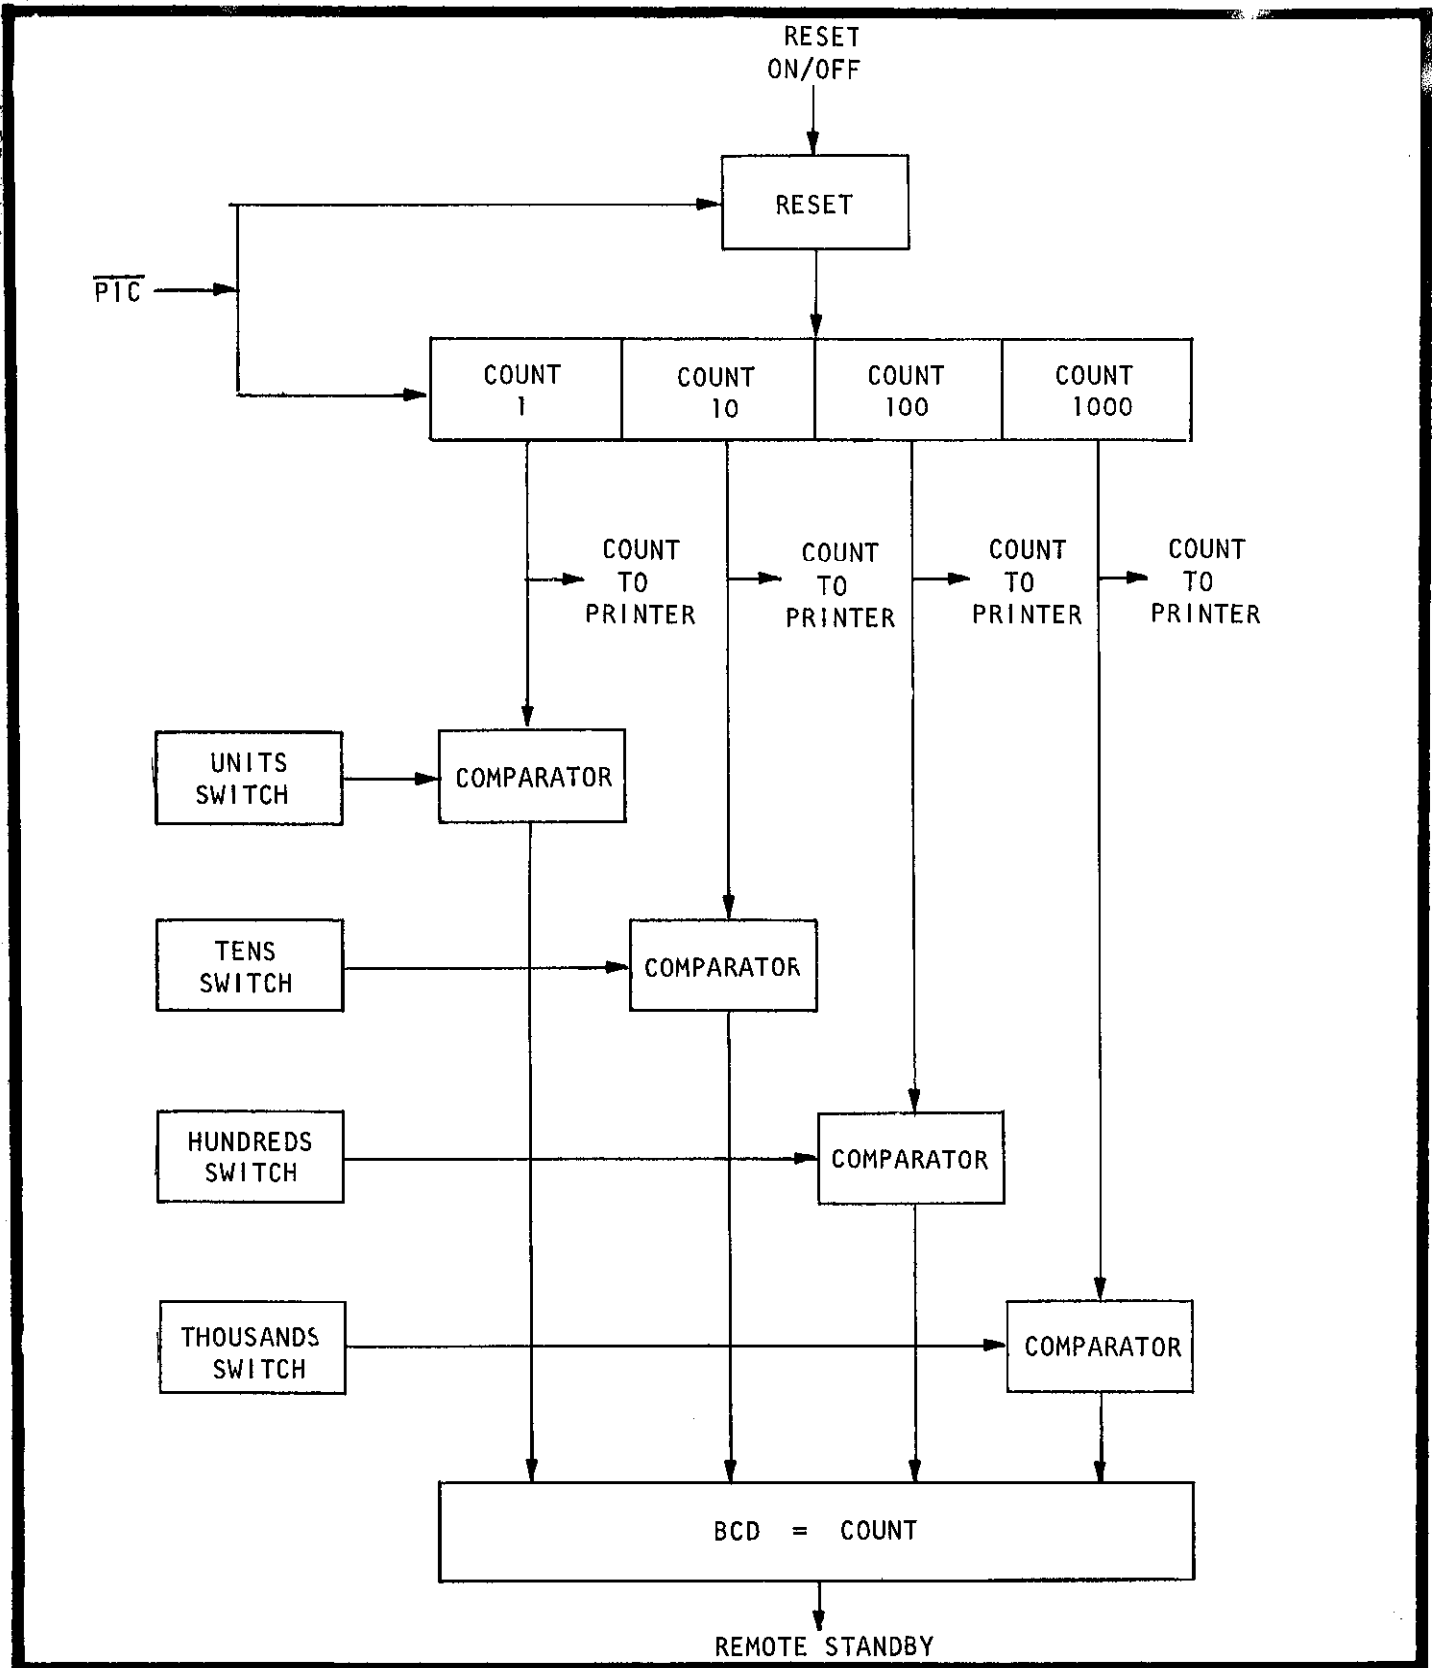 RESET
ON/OFF
RESET
PIC
COUNT
1
COUNT
10
COUNT
100
COUNT
1000
COUNT
TO
PRINTER
COUNT
TO
PRINTER
COUNT
TO
PRINTER
COUNT
TO
PRINTER
UNITS
SWITCH
COMPARATOR
TENS
SWITCH
COMPARATOR
HUNDREDS
SWITCH
COMPARATOR
THOUSANDS
SWITCH
COMPARATOR
BCD = COUNT
REMOTE STANDBY